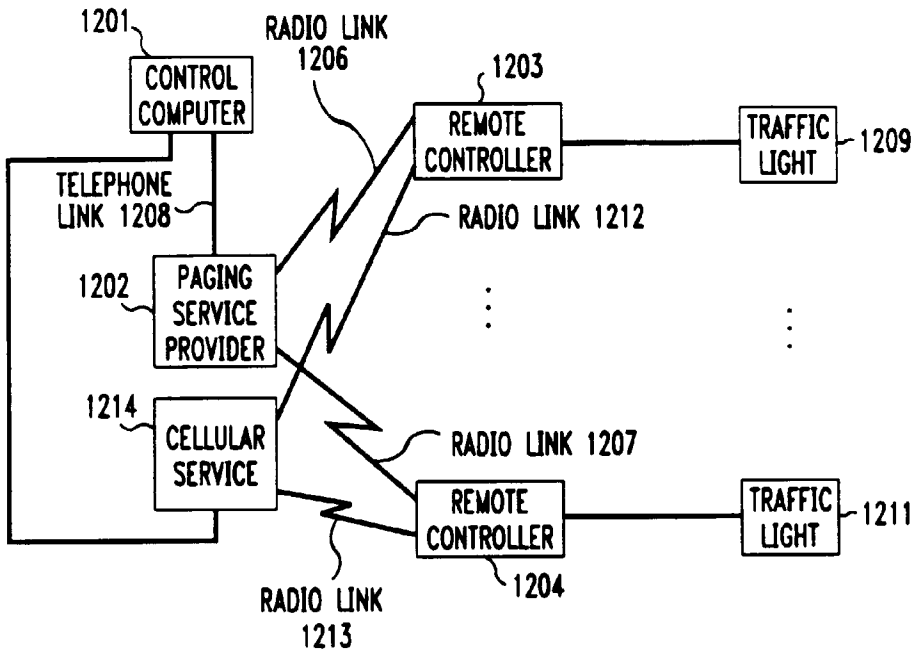 1201
CONTROL
COMPUTER
RADIO LINK
1206
1203
REMOTE
CONTROLLER
TRAFFIC
LIGHT
1209
TELEPHONE
LINK 1208
RADIO LINK 1212
1202
PAGING
SERVICE
PROVIDER
1214
CELLULAR
SERVICE
RADIO LINK 1207
REMOTE
CONTROLLER
1204
TRAFFIC
LIGHT
1211
RADIO LINK
1213